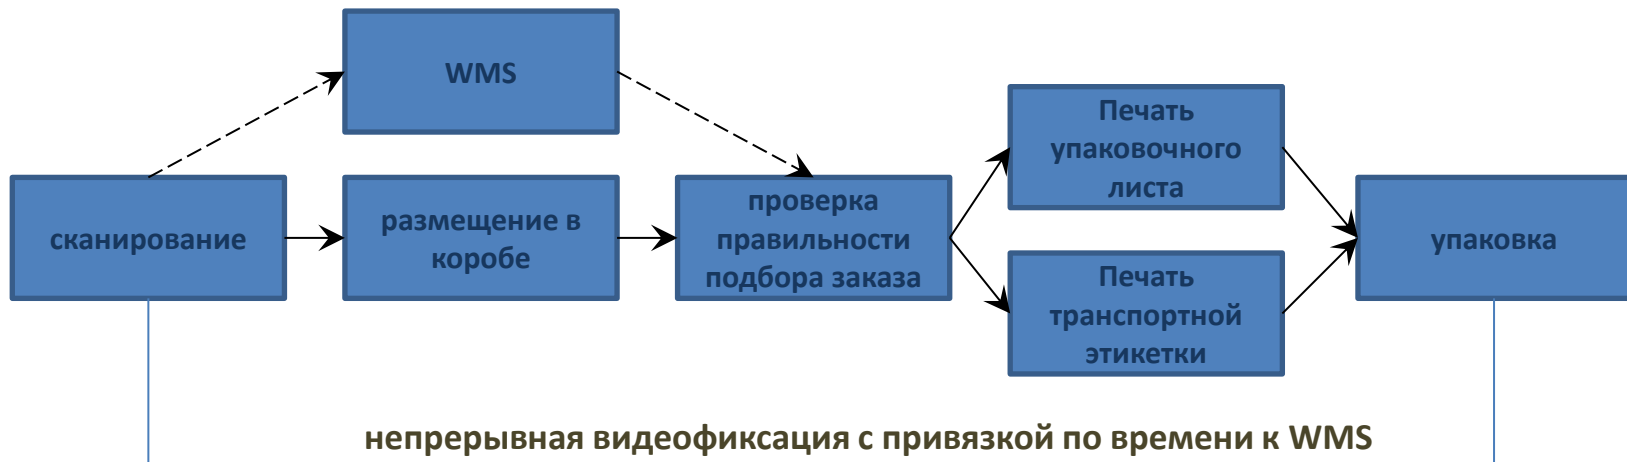 WMS
сканирование
размещение в
коробе
проверка
правильности
подбора заказа
Печать
упаковочного
листа
Печать
транспортной
этикетки
упаковка
непрерывная видеофиксация с привязкой по времени к WMS